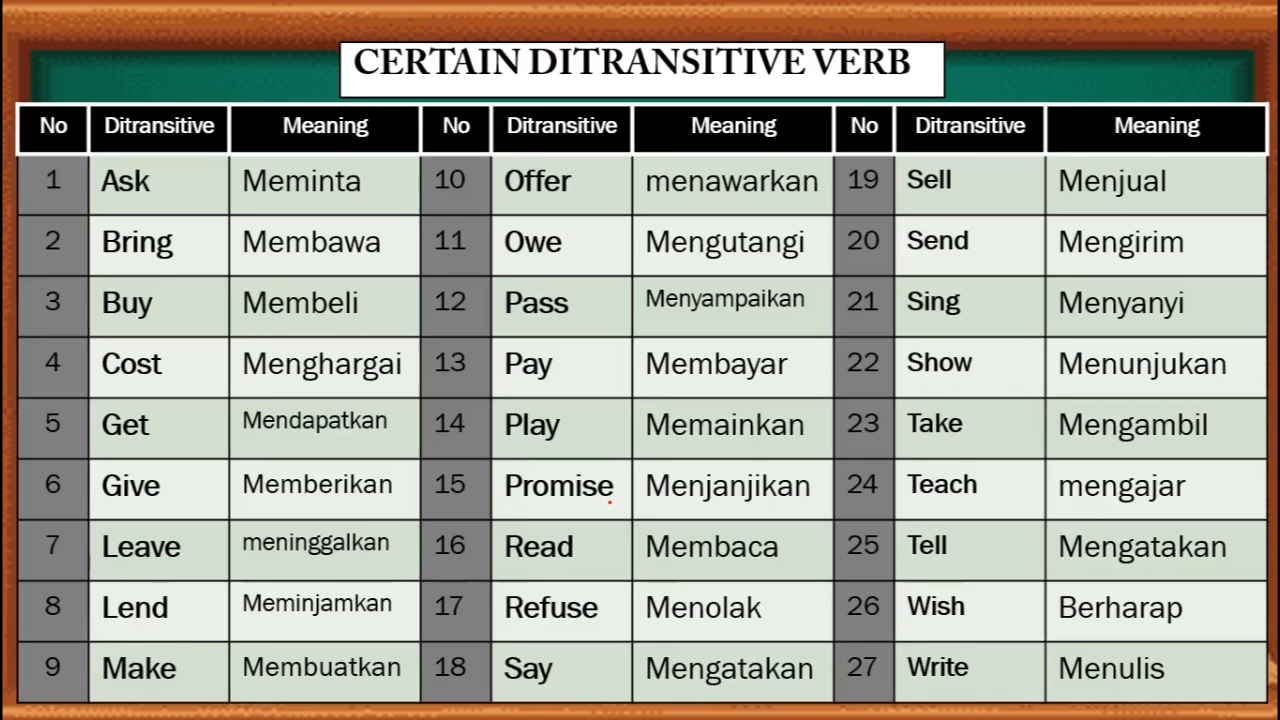 CERTAIN DITRANSITIVE VERB
No Ditransitive Meaning No Ditransitive Meaning No Ditransitive Meaning
1 Ask Meminta 10 Offer menawarkan 19 Sell Menjual
2 Bring Membawa 11 Owe Mengutangi 20 Send Mengirim
3 Buy Membeli 12 Pass Menyampaikan 21 Sing Menyanyi
4 Cost Menghargai 13 Pay Membayar 22 Show Menunjukan
5 Get Mendapatkan 14 Play Memainkan 23 Take Mengambil
6 Give Memberikan 15 Promise Menjanjikan 24 Teach mengajar
7 Leave meninggalkan 16 Read Membaca 25 Tell Mengatakan
8 Lend Meminjamkan 17 Refuse Menolak 26 Wish Berharap
9 Make Membuatkan 18 Say Mengatakan 27 Write Menulis